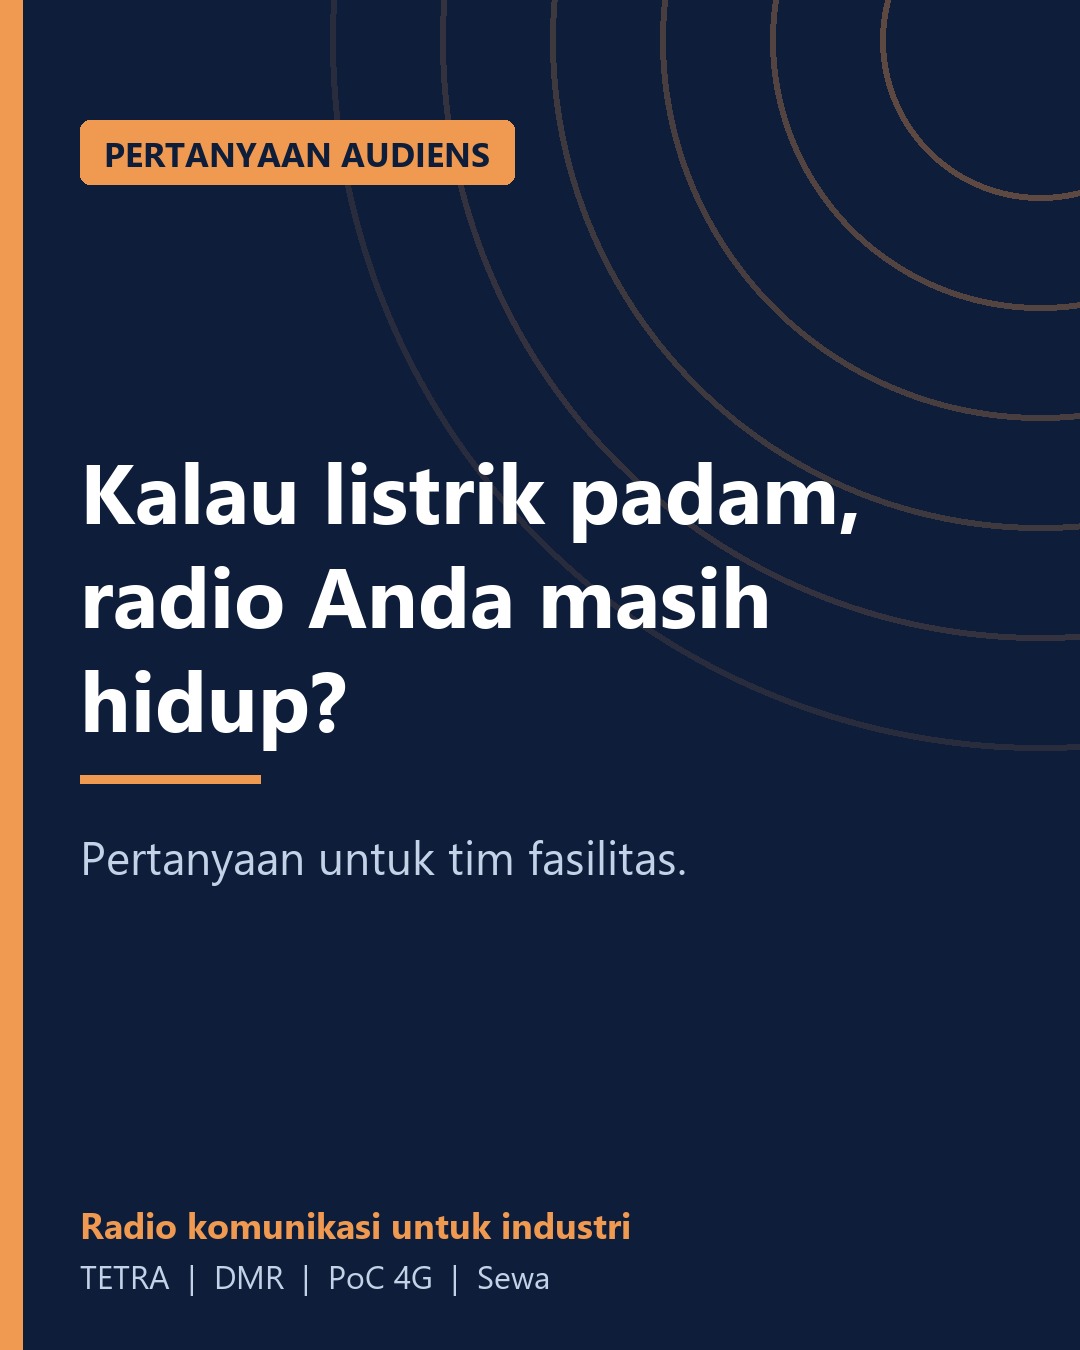 PERTANYAAN AUDIENS
Kalau listrik padam,
radio Anda masih
hidup?
Pertanyaan untuk tim fasilitas.
Radio komunikasi untuk industri
TETRA | DMR | PoC 4G | Sewa